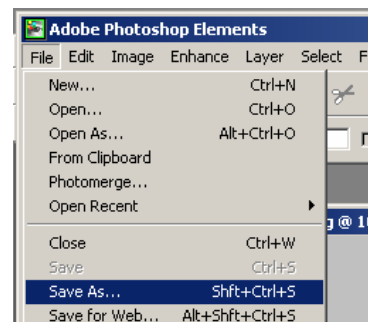 Adobe Photoshop Elements
File Edit Image Enhance Layer Select F
New... Ctrl+N
Open... Ctrl+O
Open As... Alt+Ctrl+O
From Clipboard
Photomerge...
Open Recent
@ 10
Close Ctrl+W
Save Ctrl+S
Save As... Shft+Ctrl+S
Save for Web... Alt+Shft+Ctrl+S